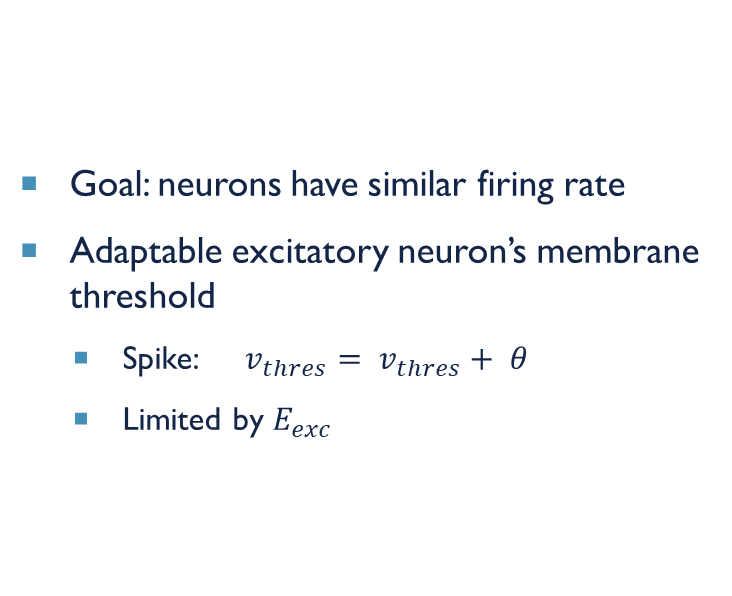 Goal: neurons have similar firing rate
Adaptable excitatory neuron’s membrane
threshold
Spike: v_thres = v_thres + θ
Limited by E_exc